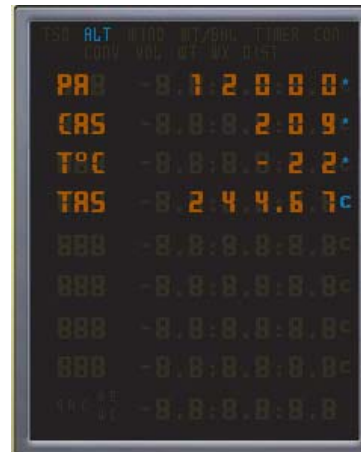 TSD ALT WIND WT/BAL TIMER CON
CONV VOL WT WX DIST
PA 12000*
CAS 209*
T°C -22*
TAS 244.67C